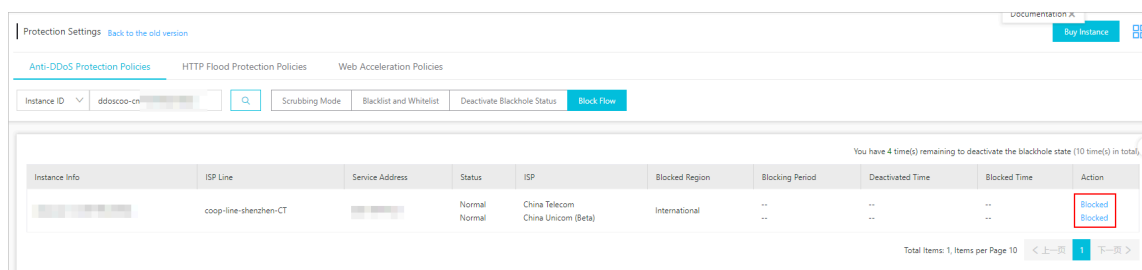 Documentation X
Protection Settings Back to the old version
Buy Instance
Anti-DDoS Protection Policies HTTP Flood Protection Policies Web Acceleration Policies
Instance ID ddoscoo-cn Scrubbing Mode Blacklist and Whitelist Deactivate Blackhole Status Block Flow
You have 4 time(s) remaining to deactivate the blackhole state (10 time(s) in total)
Instance Info ISP Line Service Address Status ISP Blocked Region Blocking Period Deactivated Time Blocked Time Action
coop-line-shenzhen-CT International
Normal China Telecom -- -- -- Blocked
Normal China Unicom (Beta) -- -- -- Blocked
Total Items: 1, Items per Page 10 < 上一页 1 下一页 >